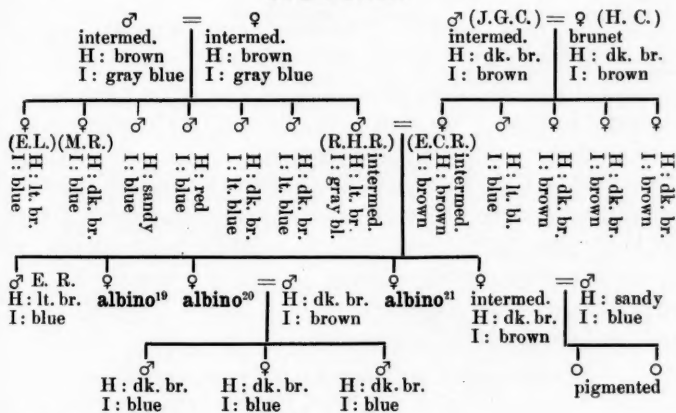 ♂ = ♀ ♂ (J.G.C.) = ♀ (H. C.)
intermed. intermed. intermed. brunet
H: brown H: brown H: dk. br. H: dk. br.
I: gray blue I: gray blue I: brown I: brown
♀ ♀ ♂ ♂ ♂ ♂ ♂ = ♀ ♂ ♀ ♀ ♀
(E.L.) (M.R.) (R.H.R.) (E.C.R.)
H: lt. br.
I: blue
H: dk. br.
I: blue
H: sandy
I: blue
H: red
I: blue
H: dk. br.
I: lt. blue
H: dk. br.
I: lt. blue
intermed.
H: lt. br.
I: gray bl.
intermed.
H: brown
I: brown
H: lt. bl.
I: blue
H: dk. br.
I: brown
H: dk. br.
I: brown
H: dk. br.
I: brown
♂ E. R. ♀ ♀ = ♂ ♀ ♀ = ♂
H: lt. br. albino¹⁹ albino²⁰ H: dk. br. albino²¹ intermed. H: sandy
I: blue I: brown H: dk. br. I: blue
I: brown
♂ ♀ ♂
H: dk. br. H: dk. br. H: dk. br. pigmented
I: blue I: blue I: blue